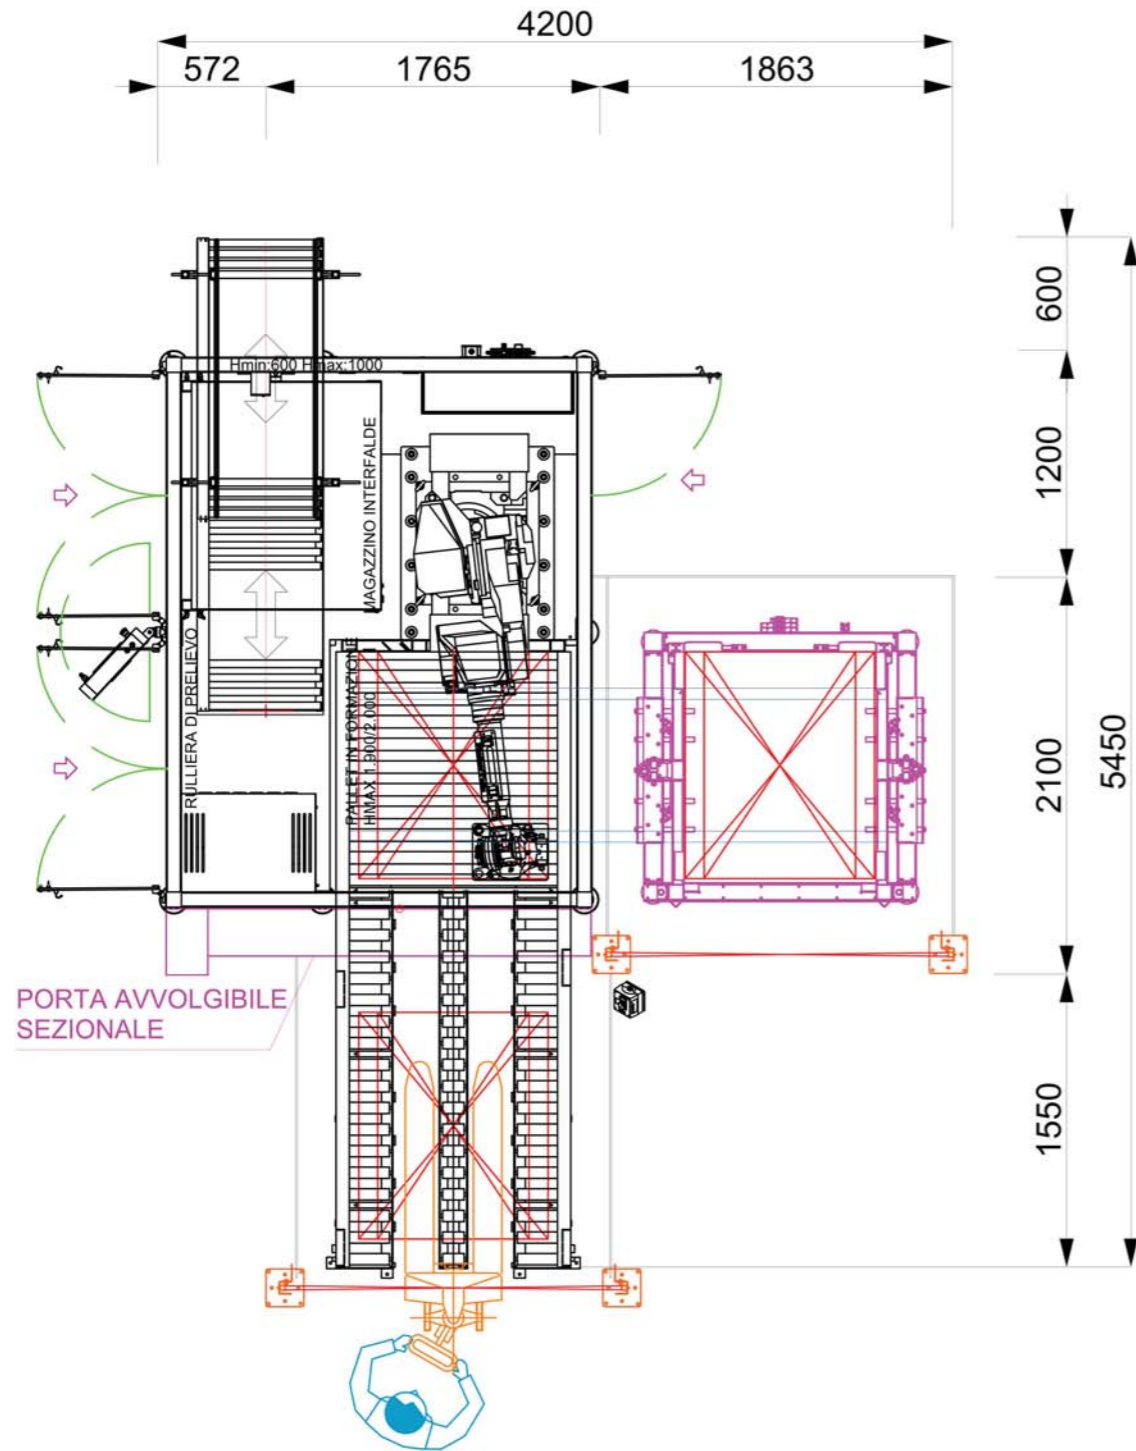 4200
572
1765
1863
600
Hmin:600 Hmax:1000
MAGAZZINO INTERFALDE
1200
RULLIERA DI PRELIEVO
PALLET IN FORMAZIONE
HMAX 1.900/2.000
2100
5450
PORTA AVVOLGIBILE
SEZIONALE
1550